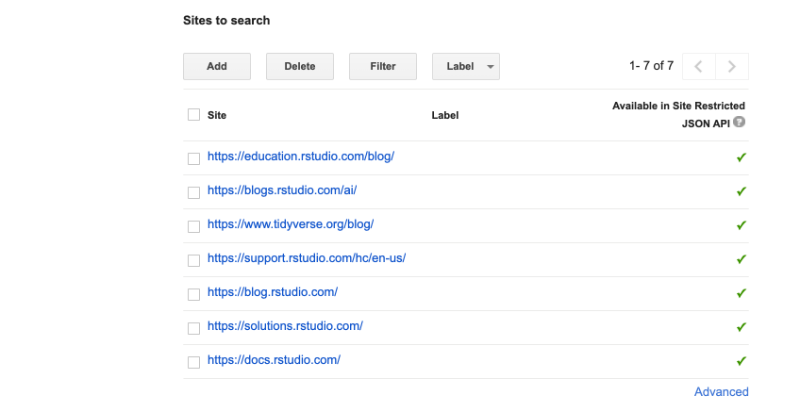 Sites to search
Add Delete Filter Label 1- 7 of 7
Site Label Available in Site Restricted
JSON API ?
https://education.rstudio.com/blog/
https://blogs.rstudio.com/ai/
https://www.tidyverse.org/blog/
https://support.rstudio.com/hc/en-us/
https://blog.rstudio.com/
https://solutions.rstudio.com/
https://docs.rstudio.com/
Advanced